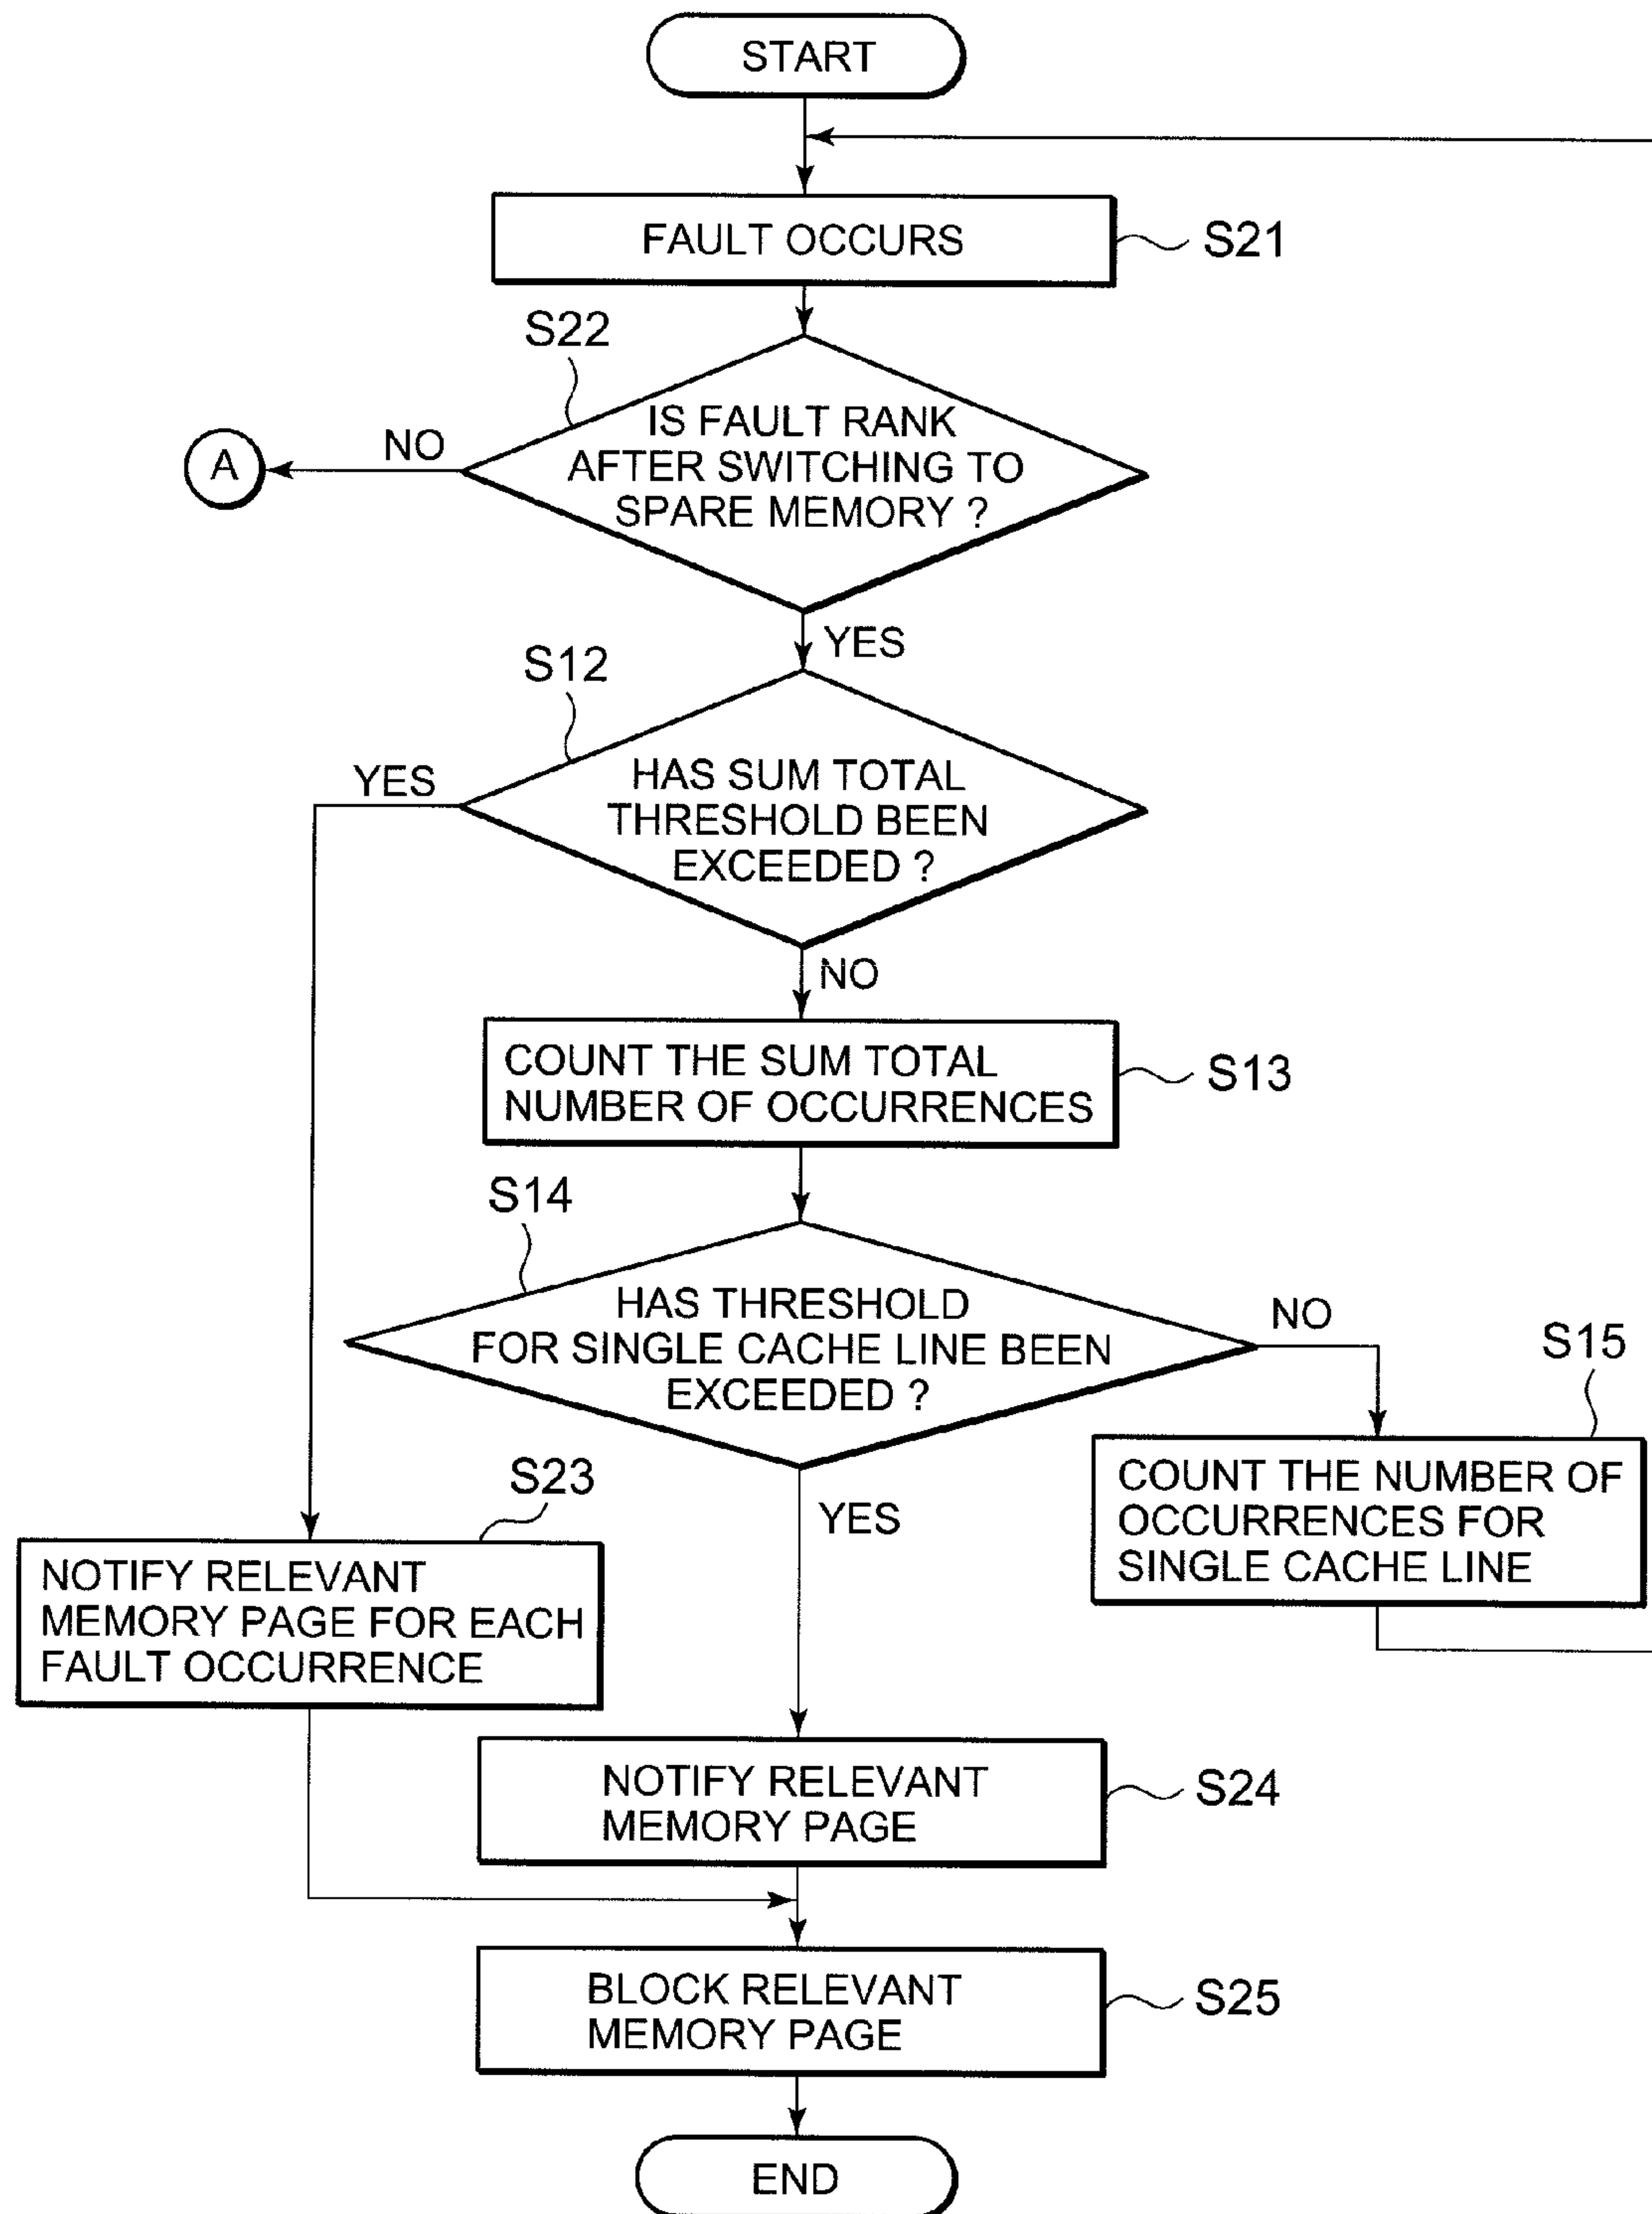 START
FAULT OCCURS
S21
S22
IS FAULT RANK
AFTER SWITCHING TO
SPARE MEMORY ?
NO
A
YES
S12
HAS SUM TOTAL
THRESHOLD BEEN
EXCEEDED ?
YES
NO
COUNT THE SUM TOTAL
NUMBER OF OCCURRENCES
S13
S14
HAS THRESHOLD
FOR SINGLE CACHE LINE BEEN
EXCEEDED ?
NO
S15
COUNT THE NUMBER OF
OCCURRENCES FOR
SINGLE CACHE LINE
YES
S23
NOTIFY RELEVANT
MEMORY PAGE FOR EACH
FAULT OCCURRENCE
NOTIFY RELEVANT
MEMORY PAGE
S24
BLOCK RELEVANT
MEMORY PAGE
S25
END